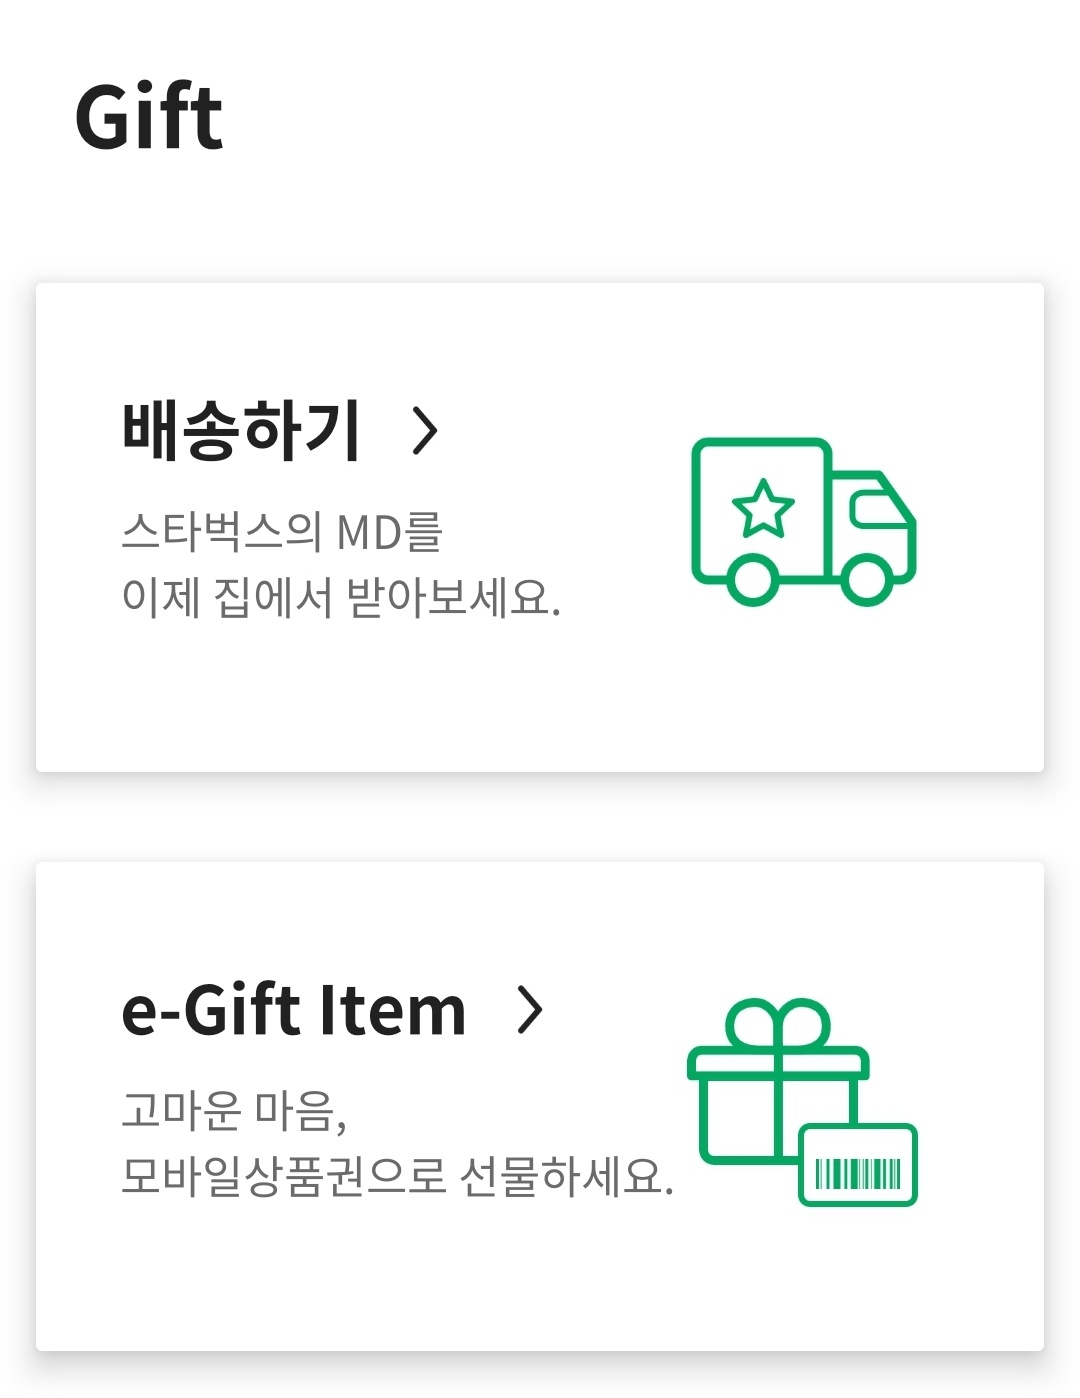 Gift
배송하기
스타벅스의 MD를
이제 집에서 받아보세요.
e-Gift Item
고마운 마음,
모바일상품권으로 선물하세요.